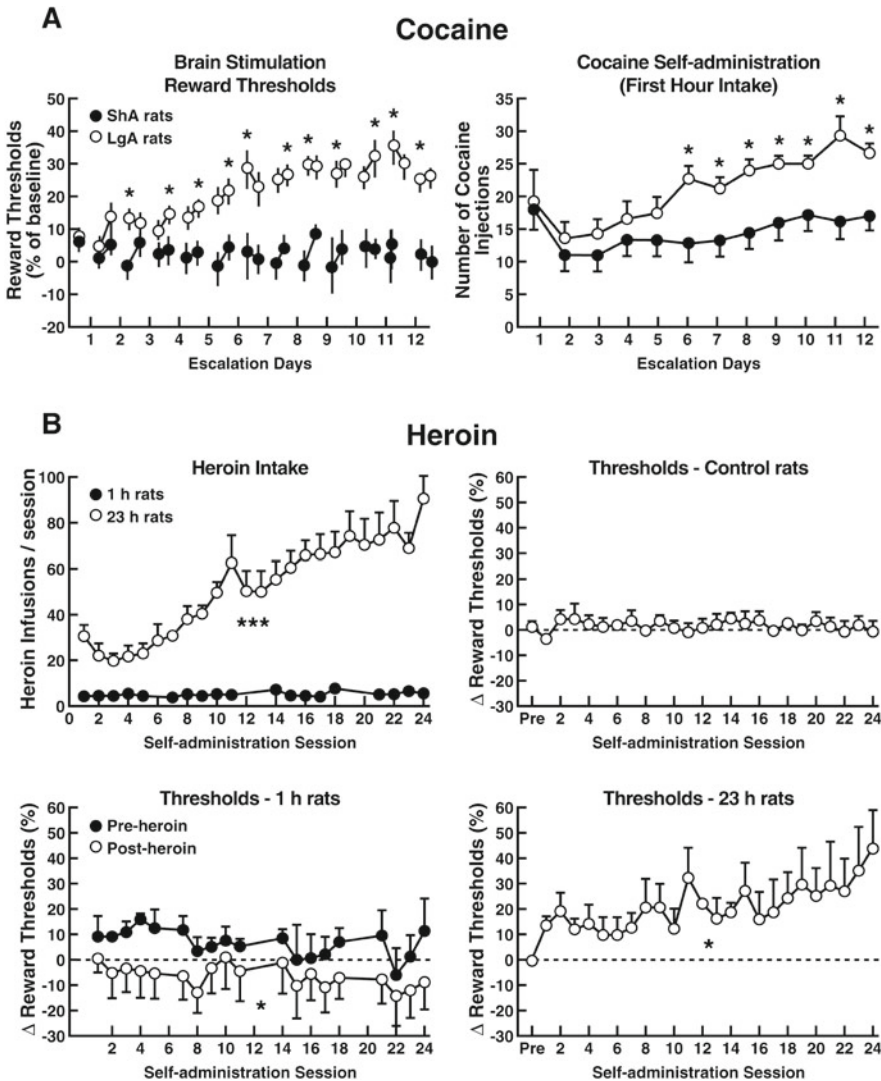 A
Cocaine
Brain Stimulation
Reward Thresholds
ShA rats
LgA rats
Reward Thresholds
(% of baseline)
50
40
30
20
10
0
-10
-20
* * * * * * * * * * *
1 2 3 4 5 6 7 8 9 10 11 12
Escalation Days
Cocaine Self-administration
(First Hour Intake)
Number of Cocaine
Injections
35
30
25
20
15
10
5
0
* * * * * * *
1 2 3 4 5 6 7 8 9 10 11 12
Escalation Days
B
Heroin
Heroin Intake
1 h rats
23 h rats
Heroin Infusions / session
100
80
60
40
20
0
***
0 2 4 6 8 10 12 14 16 18 20 22 24
Self-administration Session
Thresholds - Control rats
Δ Reward Thresholds (%)
60
50
40
30
20
10
0
-10
-20
-30
Pre 2 4 6 8 10 12 14 16 18 20 22 24
Self-administration Session
Thresholds - 1 h rats
Pre-heroin
Post-heroin
Δ Reward Thresholds (%)
60
50
40
30
20
10
0
-10
-20
-30
*
2 4 6 8 10 12 14 16 18 20 22 24
Self-administration Session
Thresholds - 23 h rats
Δ Reward Thresholds (%)
60
50
40
30
20
10
0
-10
-20
-30
*
Pre 2 4 6 8 10 12 14 16 18 20 22 24
Self-administration Session